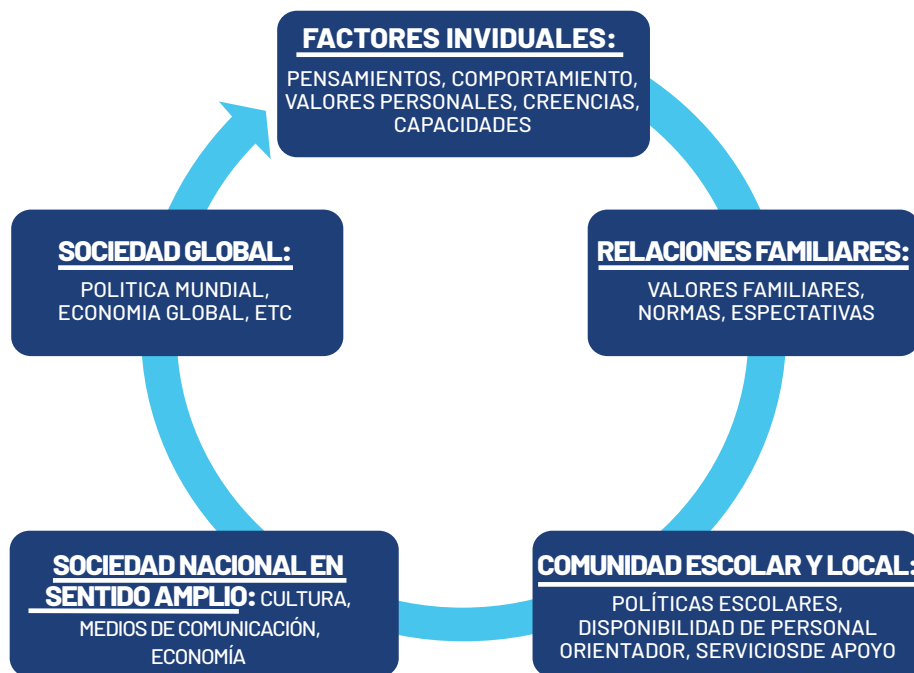 FACTORES INVIDUALES:
PENSAMIENTOS, COMPORTAMIENTO,
VALORES PERSONALES, CREENCIAS,
CAPACIDADES
SOCIEDAD GLOBAL:
POLITICA MUNDIAL,
ECONOMIA GLOBAL, ETC
RELACIONES FAMILIARES:
VALORES FAMILIARES,
NORMAS, ESPECTATIVAS
SOCIEDAD NACIONAL EN
SENTIDO AMPLIO: CULTURA,
MEDIOS DE COMUNICACIÓN,
ECONOMÍA
COMUNIDAD ESCOLAR Y LOCAL:
POLÍTICAS ESCOLARES,
DISPONIBILIDAD DE PERSONAL
ORIENTADOR, SERVICIOSDE APOYO